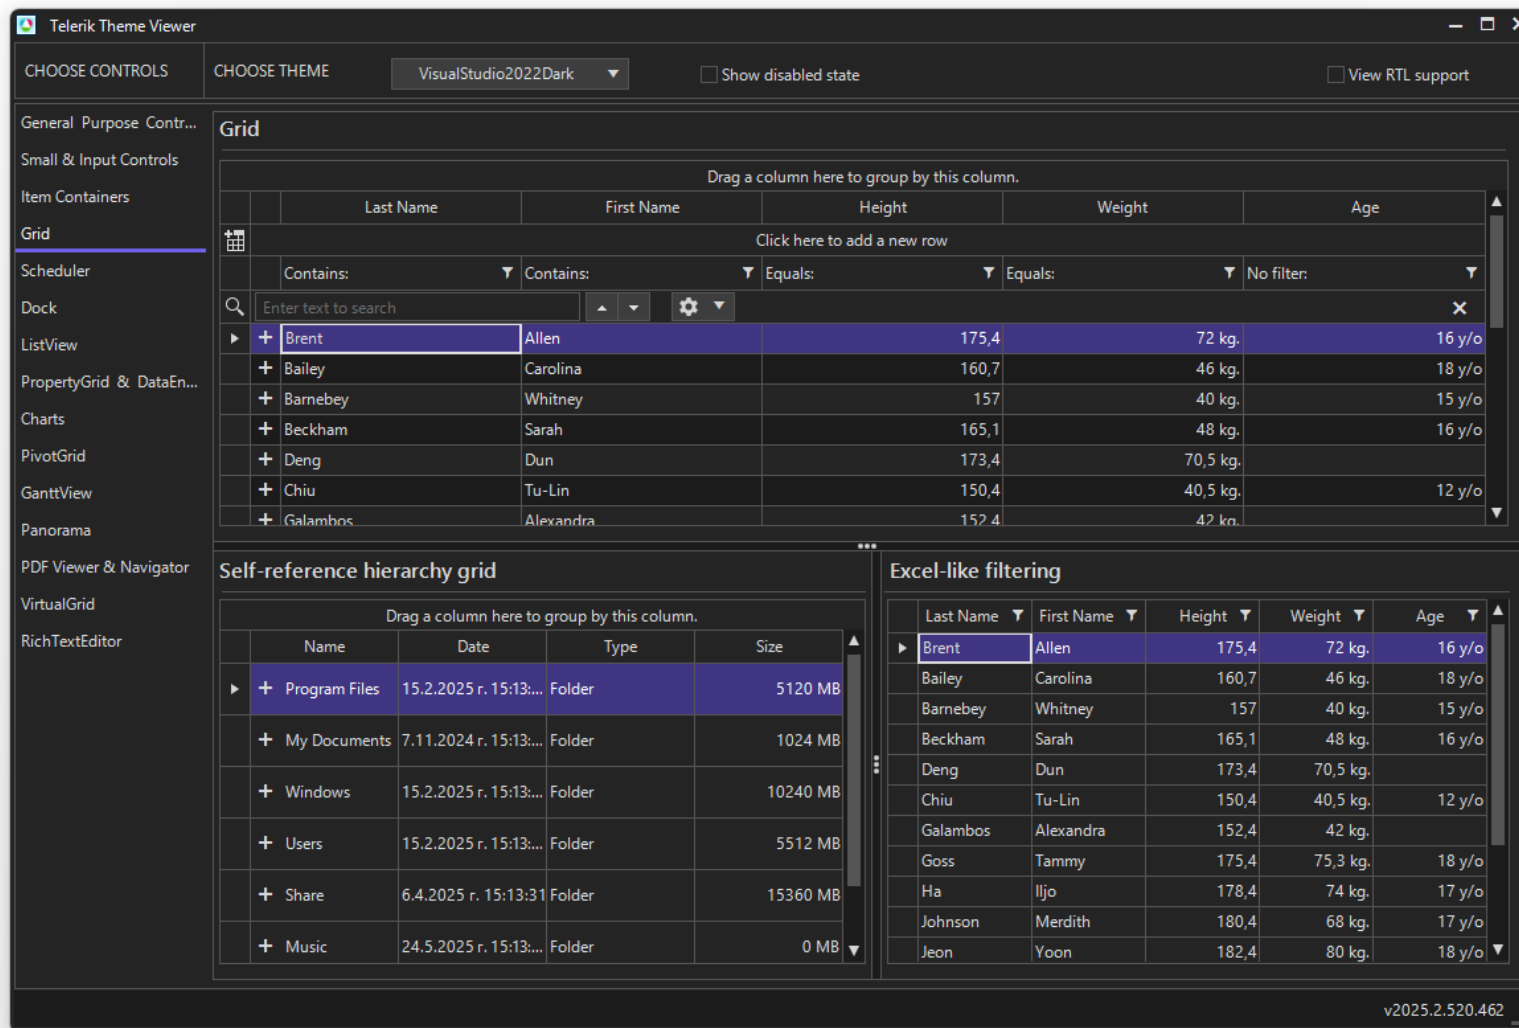 Telerik Theme Viewer
CHOOSE CONTROLS
CHOOSE THEME
VisualStudio2022Dark
Show disabled state
View RTL support
General Purpose Contr...
Small & Input Controls
Item Containers
Grid
Scheduler
Dock
ListView
PropertyGrid & DataEn...
Charts
PivotGrid
GanttView
Panorama
PDF Viewer & Navigator
VirtualGrid
RichTextEditor
Grid
Drag a column here to group by this column.
Last Name First Name Height Weight Age
Click here to add a new row
Contains: Contains: Equals: Equals: No filter:
Enter text to search
Brent Allen 175,4 72 kg. 16 y/o
Bailey Carolina 160,7 46 kg. 18 y/o
Barnebey Whitney 157 40 kg. 15 y/o
Beckham Sarah 165,1 48 kg. 16 y/o
Deng Dun 173,4 70,5 kg.
Chiu Tu-Lin 150,4 40,5 kg. 12 y/o
Galambos Alexandra 152,4 42 kg.
Self-reference hierarchy grid
Drag a column here to group by this column.
Name Date Type Size
Program Files 15.2.2025 г. 15:13:... Folder 5120 MB
My Documents 7.11.2024 г. 15:13:... Folder 1024 MB
Windows 15.2.2025 г. 15:13:... Folder 10240 MB
Users 15.2.2025 г. 15:13:... Folder 5512 MB
Share 6.4.2025 г. 15:13:31 Folder 15360 MB
Music 24.5.2025 г. 15:13:... Folder 0 MB
Excel-like filtering
Last Name First Name Height Weight Age
Brent Allen 175,4 72 kg. 16 y/o
Bailey Carolina 160,7 46 kg. 18 y/o
Barnebey Whitney 157 40 kg. 15 y/o
Beckham Sarah 165,1 48 kg. 16 y/o
Deng Dun 173,4 70,5 kg.
Chiu Tu-Lin 150,4 40,5 kg. 12 y/o
Galambos Alexandra 152,4 42 kg.
Goss Tammy 175,4 75,3 kg. 18 y/o
Ha Iljo 178,4 74 kg. 17 y/o
Johnson Merdith 180,4 68 kg. 17 y/o
Jeon Yoon 182,4 80 kg. 18 y/o
v2025.2.520.462